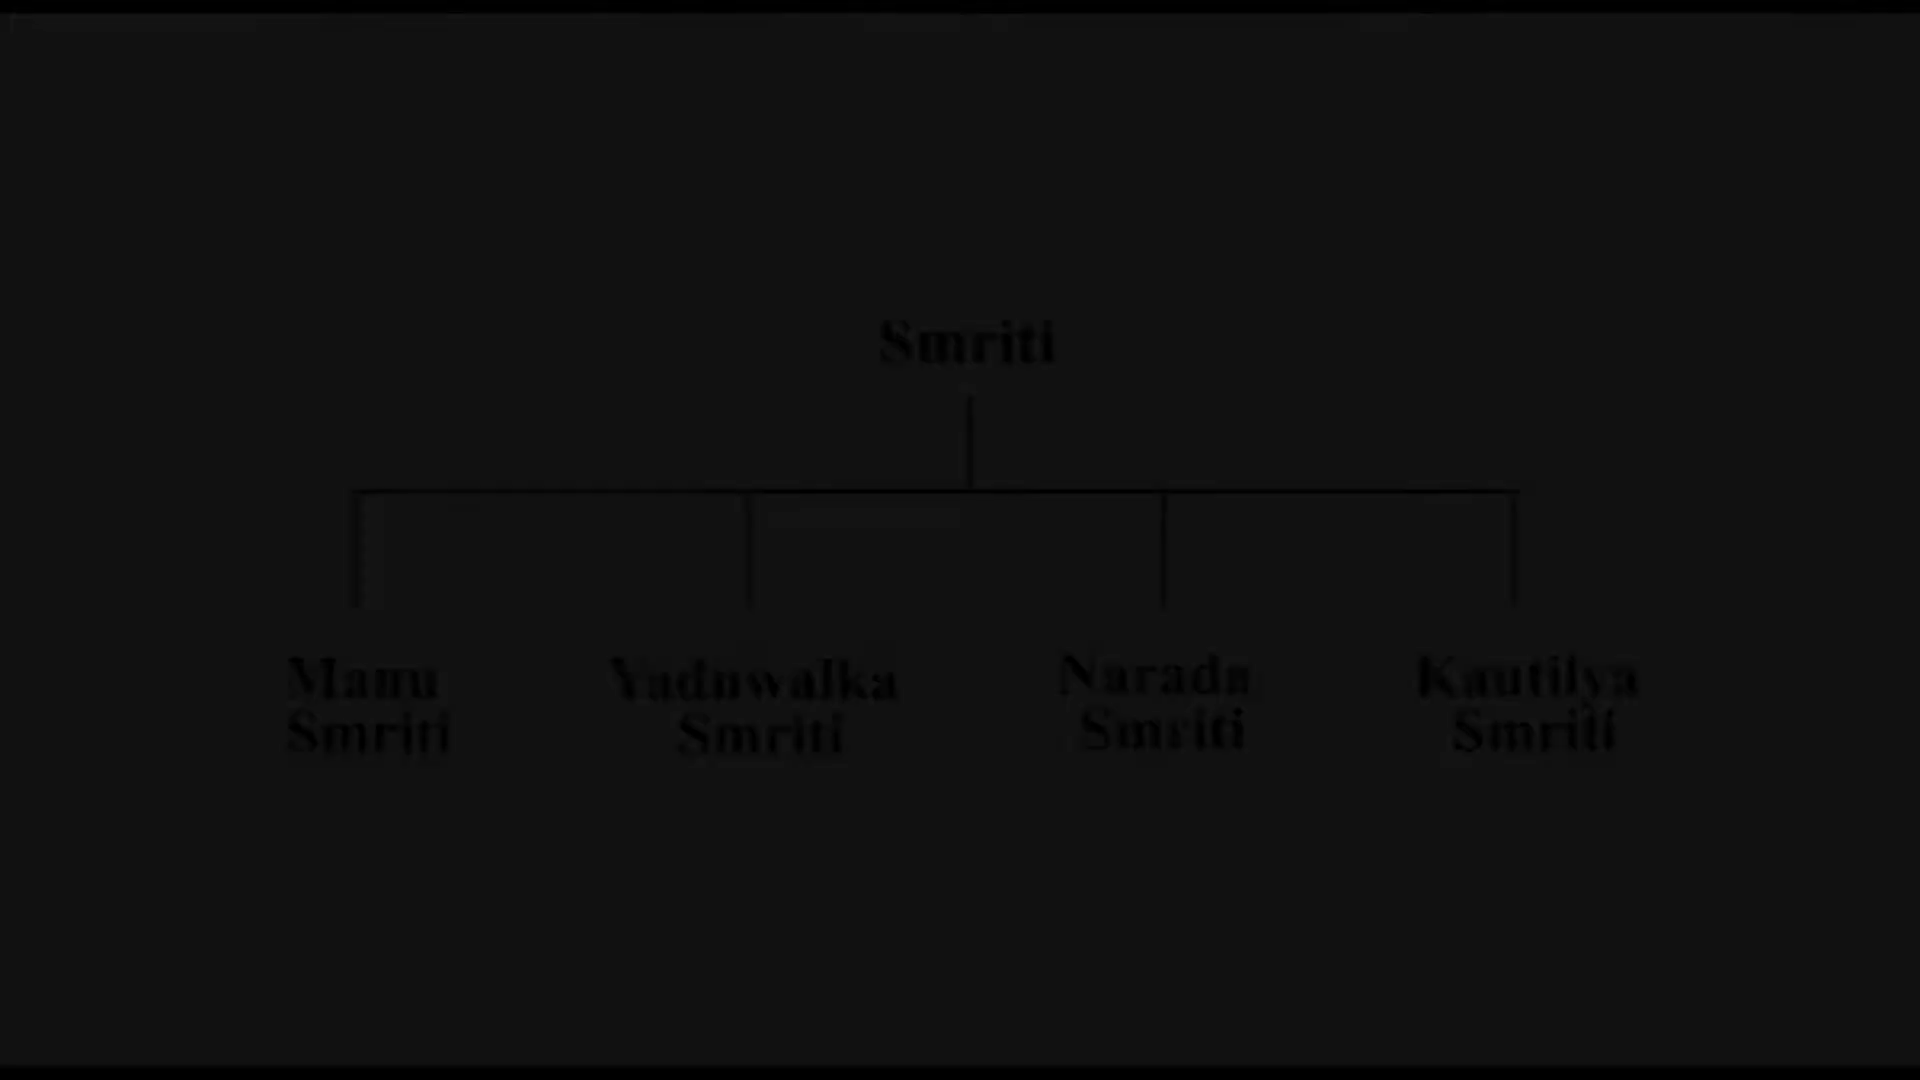 Smriti
Manu
Smriti
Yadnwalka
Smriti
Narada
Smriti
Kautilya
Smriti